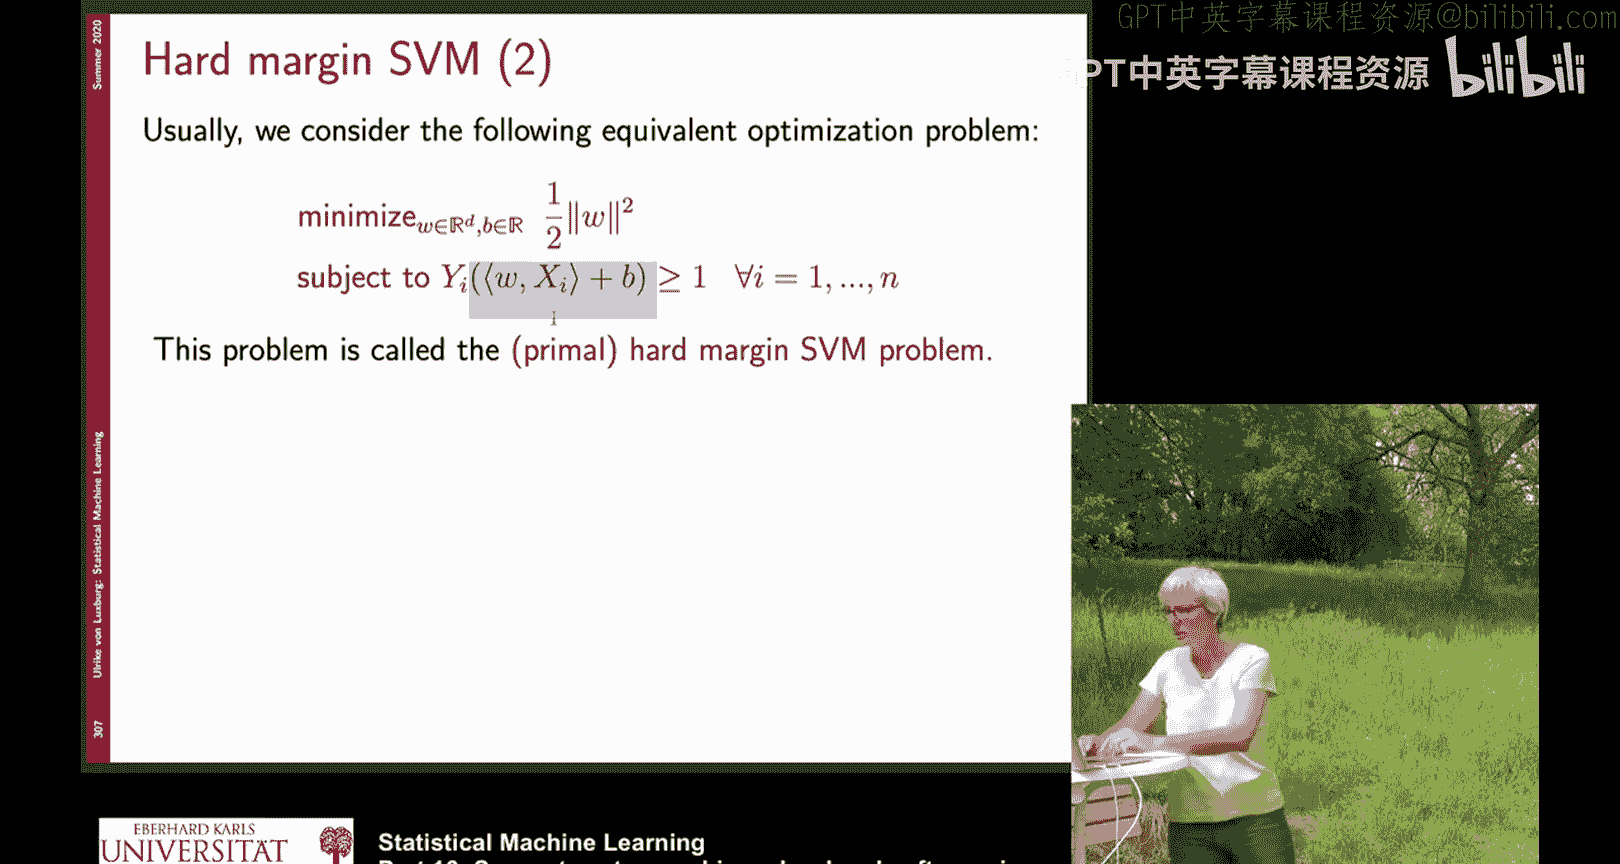 GPT中英字幕课程资源@bilibili.com
PT中英字幕课程资源 bilibili
Summer 2020
Hard margin SVM (2)
Usually, we consider the following equivalent optimization problem:
minimize_{w∈ℝ^d, b∈ℝ} 1/2 ‖w‖²
subject to Y_i(⟨w, X_i⟩ + b) ≥ 1 ∀i = 1, ..., n
This problem is called the (primal) hard margin SVM problem.
Ulrike von Luxburg: Statistical Machine Learning
307
EBERHARD KARLS
UNIVERSITÄT
Statistical Machine Learning